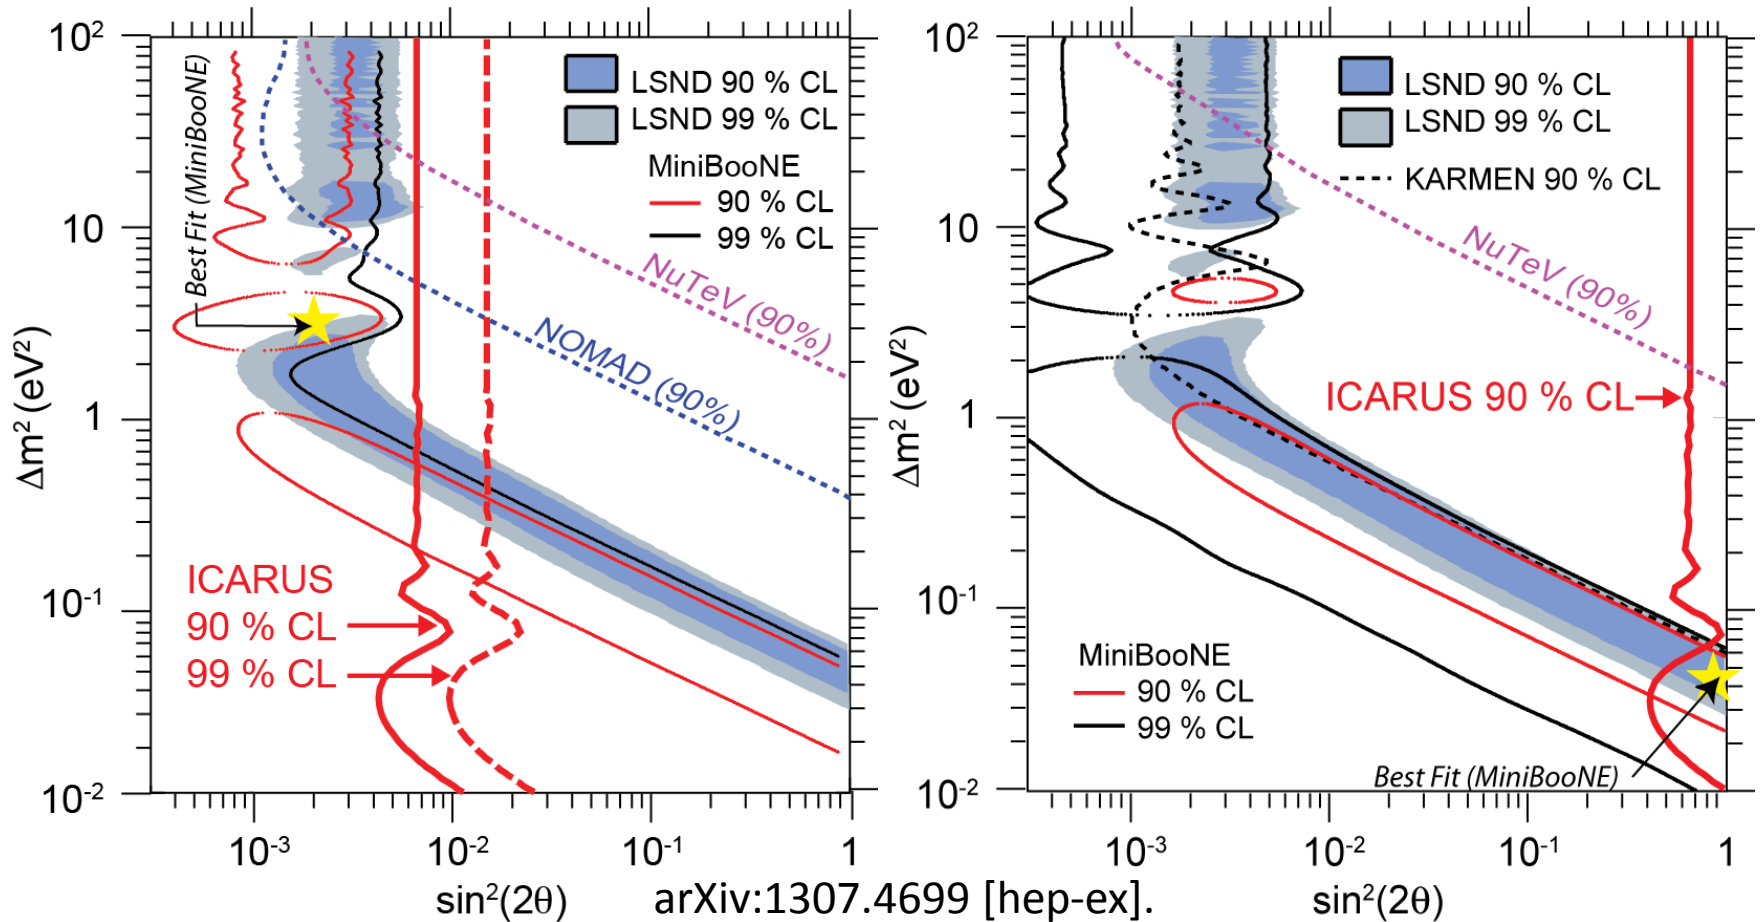 10²
10
1
10⁻¹
10⁻²
Δm² (eV²)
Best Fit (MiniBooNE)
LSND 90 % CL
LSND 99 % CL
MiniBooNE
90 % CL
99 % CL
NuTeV (90%)
NOMAD (90%)
ICARUS
90 % CL
99 % CL
10⁻³
10⁻²
10⁻¹
1
sin²(2θ)
10²
10
1
10⁻¹
10⁻²
Δm² (eV²)
LSND 90 % CL
LSND 99 % CL
KARMEN 90 % CL
NuTeV (90%)
ICARUS 90 % CL
MiniBooNE
90 % CL
99 % CL
Best Fit (MiniBooNE)
10⁻³
10⁻²
10⁻¹
1
sin²(2θ)
arXiv:1307.4699 [hep-ex].